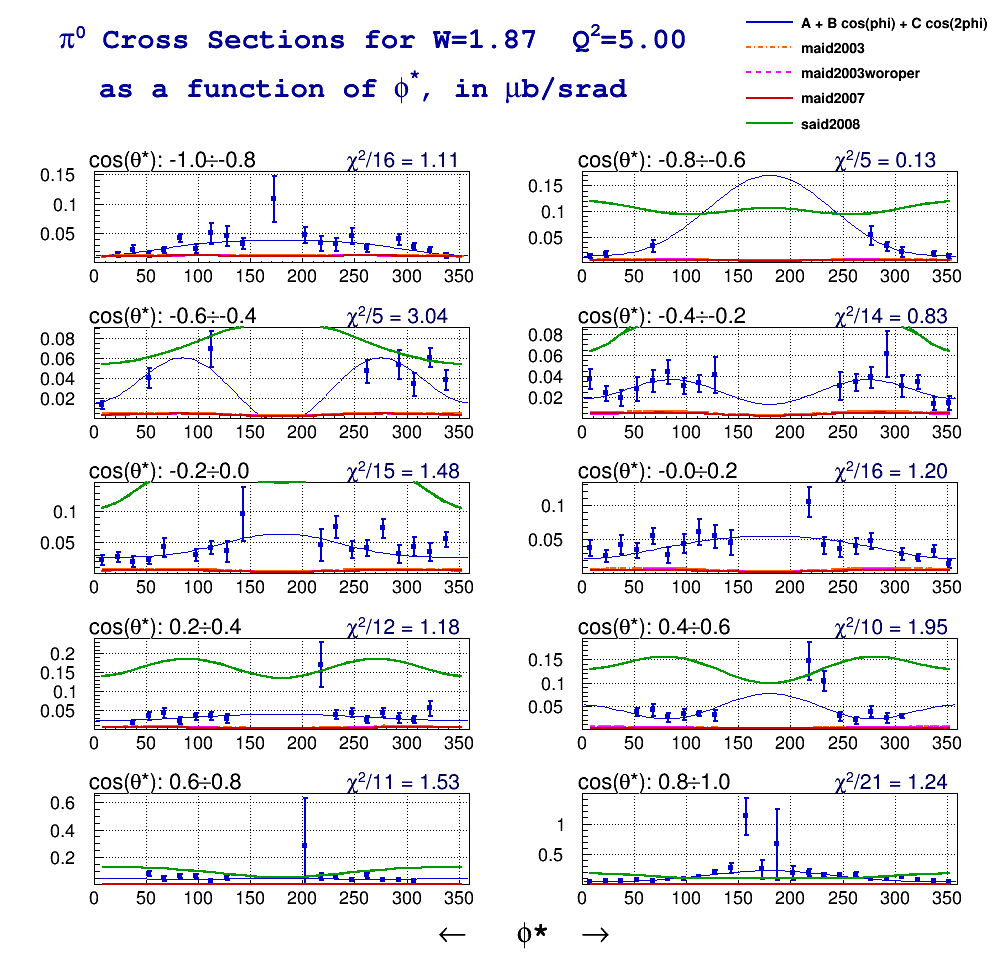 π⁰ Cross Sections for W=1.87 Q²=5.00
as a function of ϕ*, in μb/srad
A + B cos(phi) + C cos(2phi)
maid2003
maid2003woroper
maid2007
said2008
cos(θ*): -1.0÷-0.8 χ²/16 = 1.11
0.15
0.1
0.05
0 50 100 150 200 250 300 350
cos(θ*): -0.8÷-0.6 χ²/5 = 0.13
0.15
0.1
0.05
0 50 100 150 200 250 300 350
cos(θ*): -0.6÷-0.4 χ²/5 = 3.04
0.08
0.06
0.04
0.02
0 50 100 150 200 250 300 350
cos(θ*): -0.4÷-0.2 χ²/14 = 0.83
0.08
0.06
0.04
0.02
0 50 100 150 200 250 300 350
cos(θ*): -0.2÷0.0 χ²/15 = 1.48
0.1
0.05
0 50 100 150 200 250 300 350
cos(θ*): -0.0÷0.2 χ²/16 = 1.20
0.1
0.05
0 50 100 150 200 250 300 350
cos(θ*): 0.2÷0.4 χ²/12 = 1.18
0.2
0.15
0.1
0.05
0 50 100 150 200 250 300 350
cos(θ*): 0.4÷0.6 χ²/10 = 1.95
0.15
0.1
0.05
0 50 100 150 200 250 300 350
cos(θ*): 0.6÷0.8 χ²/11 = 1.53
0.6
0.4
0.2
0 50 100 150 200 250 300 350
cos(θ*): 0.8÷1.0 χ²/21 = 1.24
1
0.5
0 50 100 150 200 250 300 350
← ϕ* →